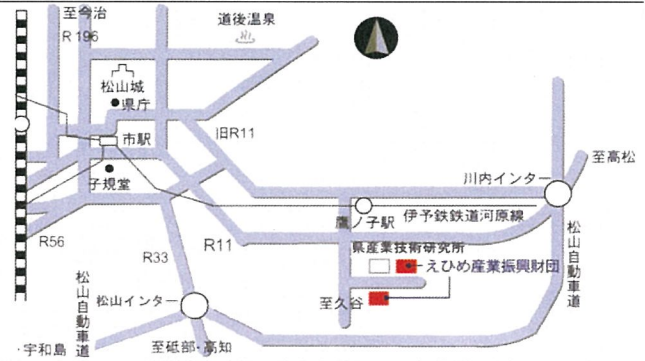 至今治
R 196
道後温泉
松山城
県庁
市駅
旧R11
子規堂
川内インター
至高松
鷹ノ子駅
伊予鉄鉄道河原線
R56
R33
R11
県産業技術研究所
えひめ産業振興財団
松山自動車道
松山自動車道
松山インター
至久谷
・宇和島
至砥部・高知